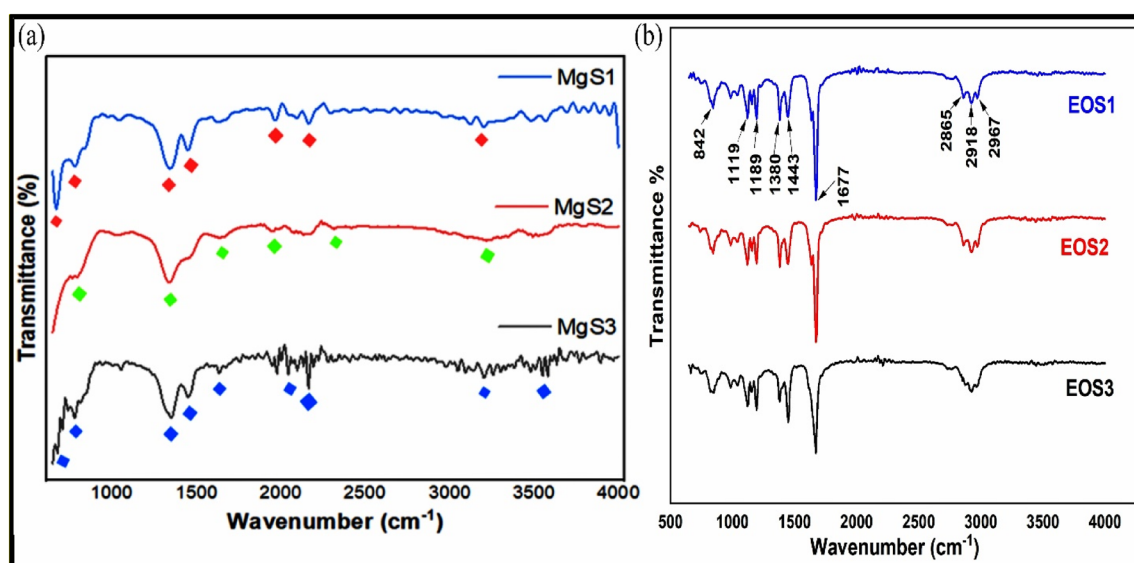 (a)
MgS1
MgS2
MgS3
Transmittance (%)
1000 1500 2000 2500 3000 3500 4000
Wavenumber (cm⁻¹)
(b)
EOS1
842
1119
1189
1380
1443
1677
2865
2918
2967
EOS2
EOS3
Transmittance %
500 1000 1500 2000 2500 3000 3500 4000
Wavenumber (cm⁻¹)